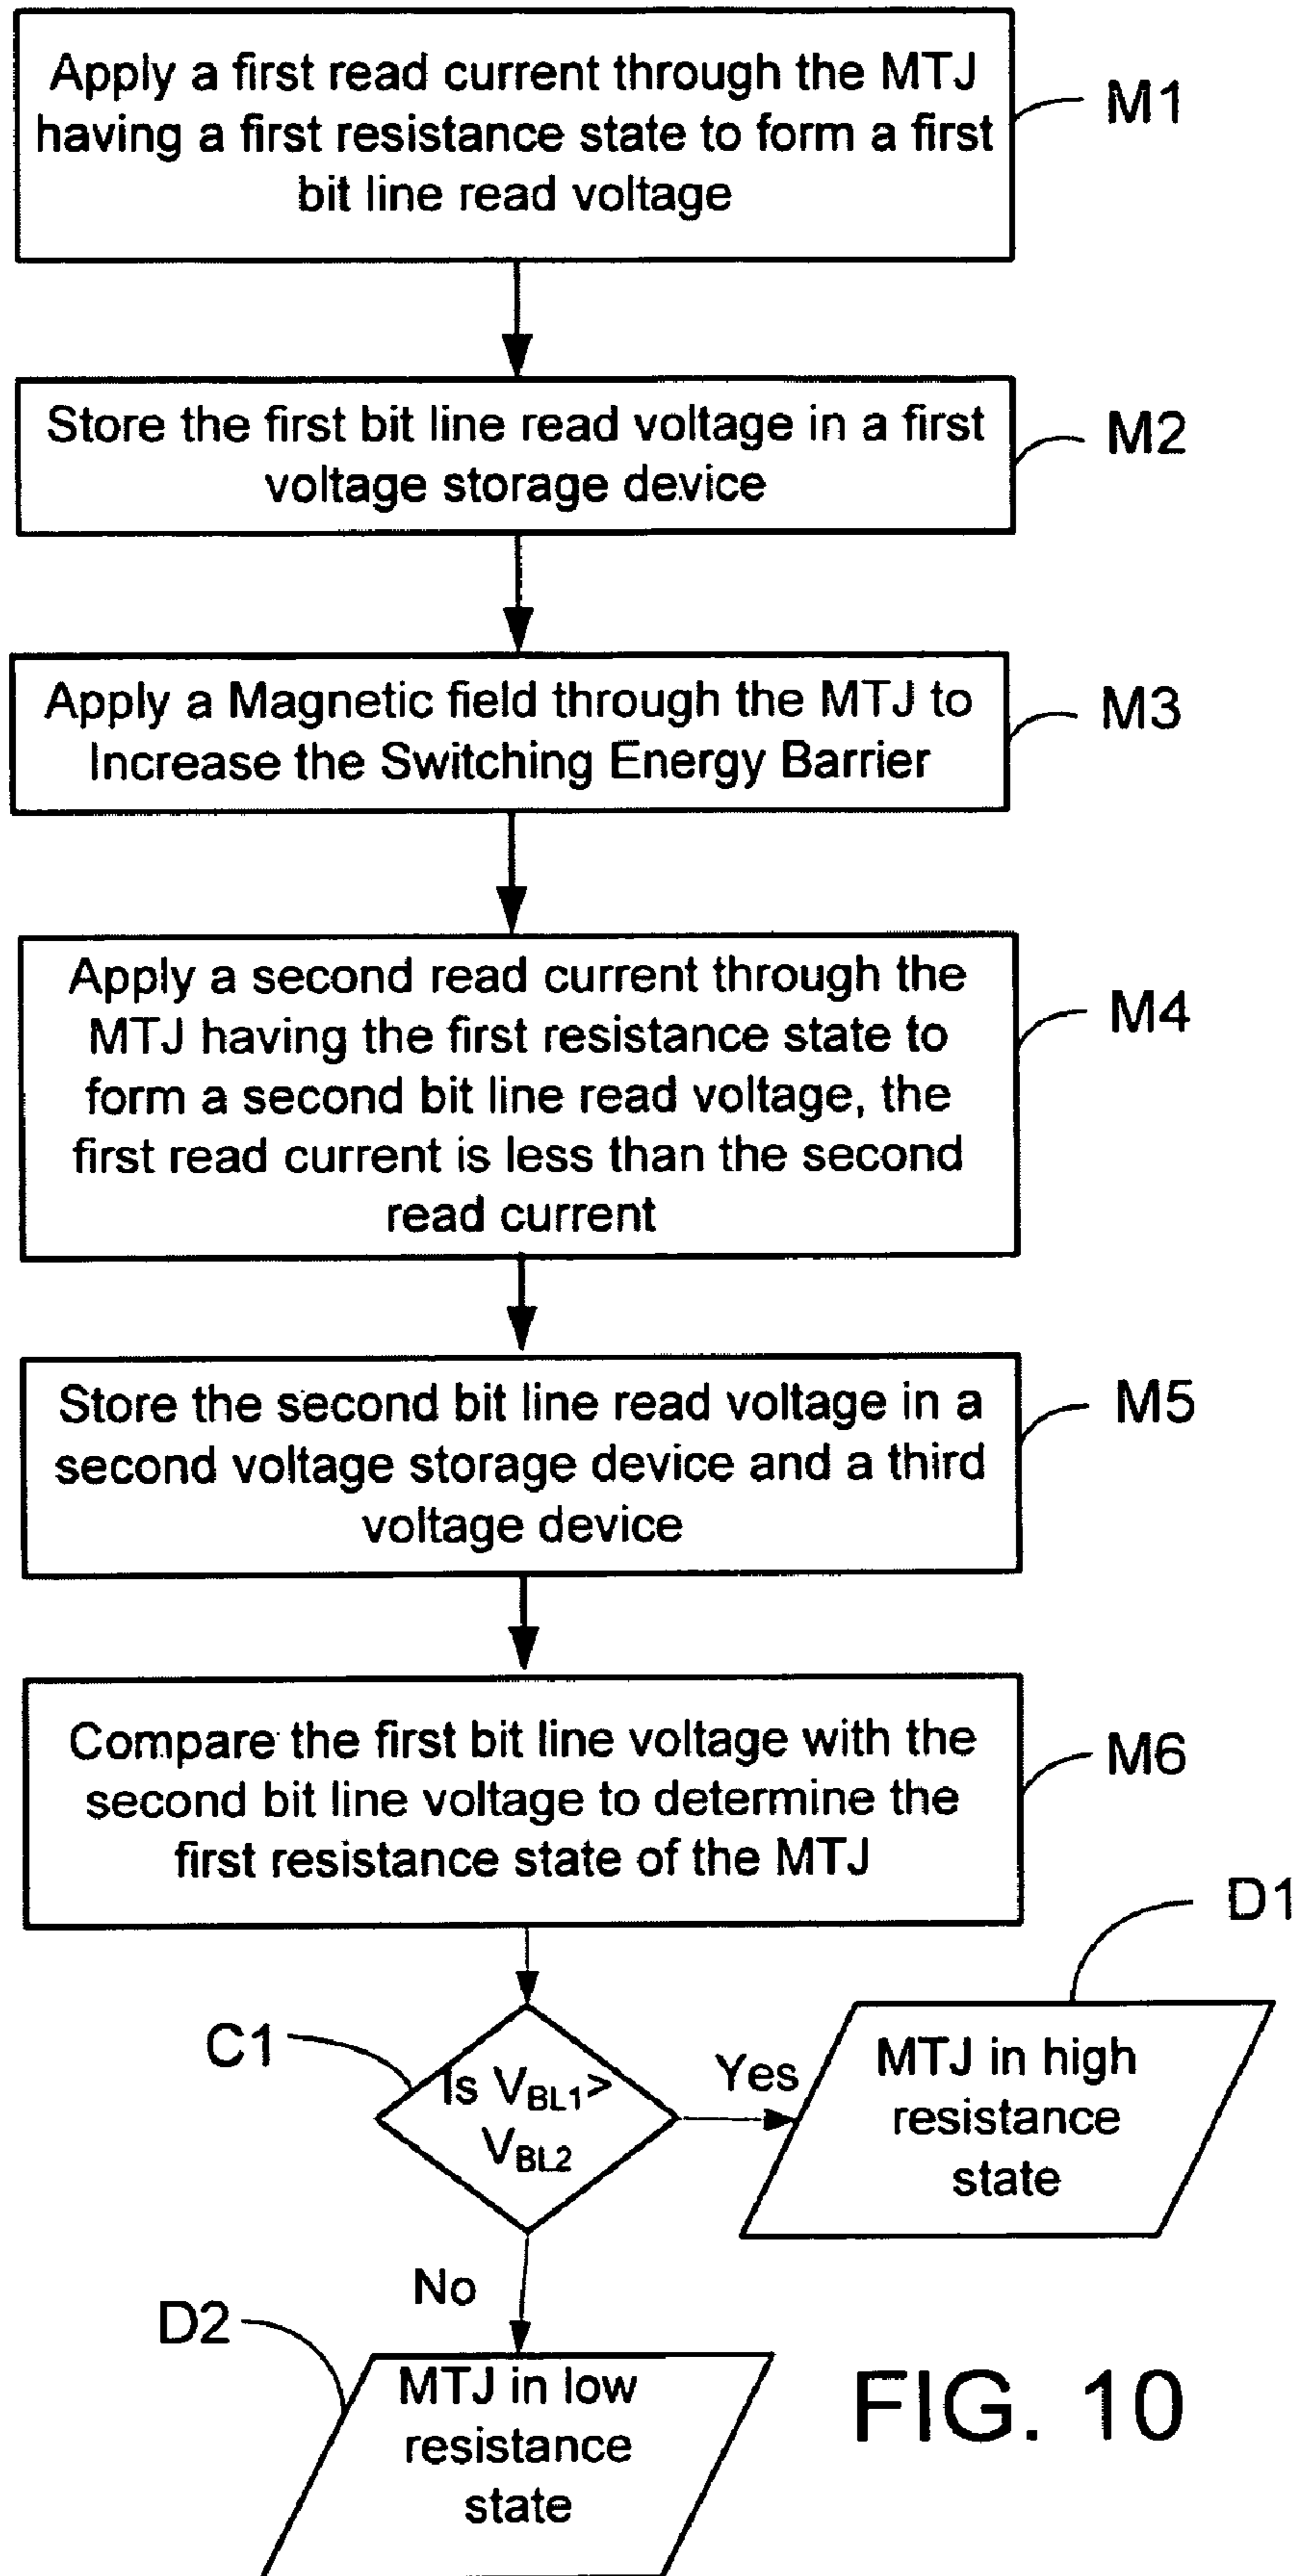 Apply a first read current through the MTJ
having a first resistance state to form a first
bit line read voltage
M1
Store the first bit line read voltage in a first
voltage storage device
M2
Apply a Magnetic field through the MTJ to
Increase the Switching Energy Barrier
M3
Apply a second read current through the
MTJ having the first resistance state to
form a second bit line read voltage, the
first read current is less than the second
read current
M4
Store the second bit line read voltage in a
second voltage storage device and a third
voltage device
M5
Compare the first bit line voltage with the
second bit line voltage to determine the
first resistance state of the MTJ
M6
D1
C1
Is VBL1>
VBL2
Yes
MTJ in high
resistance
state
No
D2
MTJ in low
resistance
state
FIG. 10